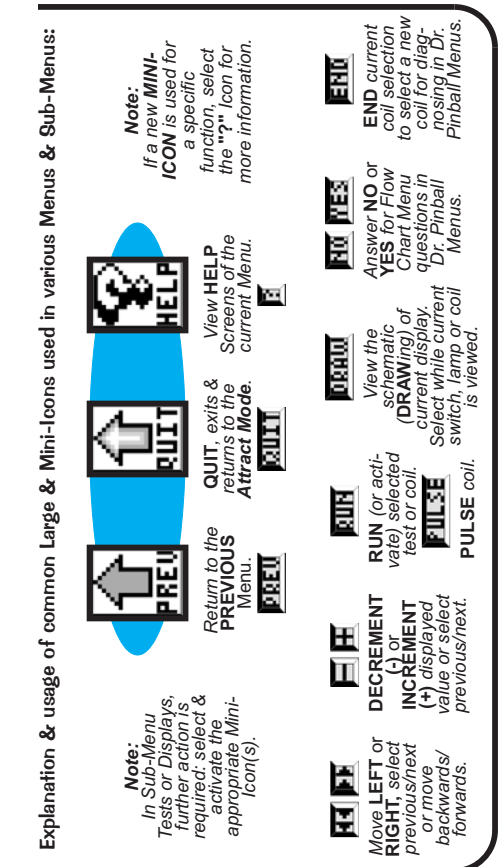 Explanation & usage of common Large & Mini-Icons used in various Menus & Sub-Menus:
Note:
In Sub-Menu
Tests or Displays,
further action is
required: select &
activate the
appropriate Mini-
Icon(s).
PREV
Return to the
PREVIOUS
Menu.
PREV
QUIT
QUIT, exits &
returns to the
Attract Mode.
QUIT
HELP
View HELP
Screens of the
current Menu.
?
Note:
If a new MINI-
ICON is used for
a specific
function, select
the "?" Icon for
more information.
Move LEFT or
RIGHT, select
previous/next
or move
backwards/
forwards.
- +
DECREMENT
(-) or
INCREMENT
(+) displayed
value or select
previous/next.
RUN
RUN (or acti-
vate) selected
test or coil.
PULSE
PULSE coil.
DRAW
View the
schematic
(DRAWing) of
current display.
Select while current
switch, lamp or coil
is viewed.
NO YES
Answer NO or
YES for Flow
Chart Menu
questions in
Dr. Pinball
Menus.
END
END current
coil selection
to select a new
coil for diag-
nosing in Dr.
Pinball Menus.